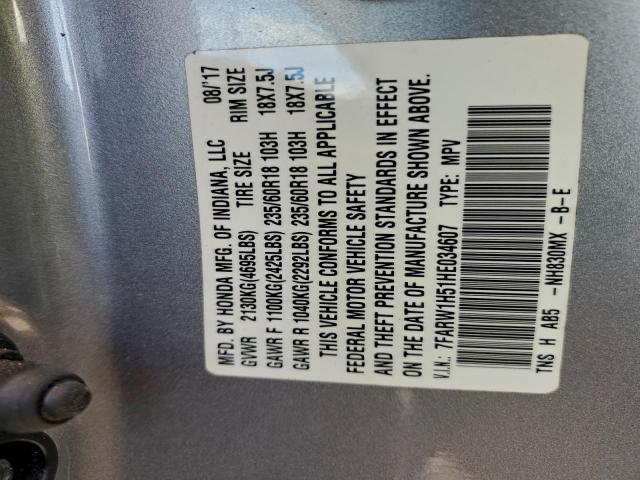 MFD. BY HONDA MFG. OF INDIANA, LLC 08/'17
GVWR 2130KG(4695LBS) TIRE SIZE RIM SIZE
GAWR F 1100KG(2425LBS) 235/60R18 103H 18X7.5J
GAWR R 1040KG(2292LBS) 235/60R18 103H 18X7.5J
THIS VEHICLE CONFORMS TO ALL APPLICABLE
FEDERAL MOTOR VEHICLE SAFETY
AND THEFT PREVENTION STANDARDS IN EFFECT
ON THE DATE OF MANUFACTURE SHOWN ABOVE.
V.I.N.: 7FARW1H51HE034607 TYPE: MPV
TNS H AB5 -NH830MX -B-E